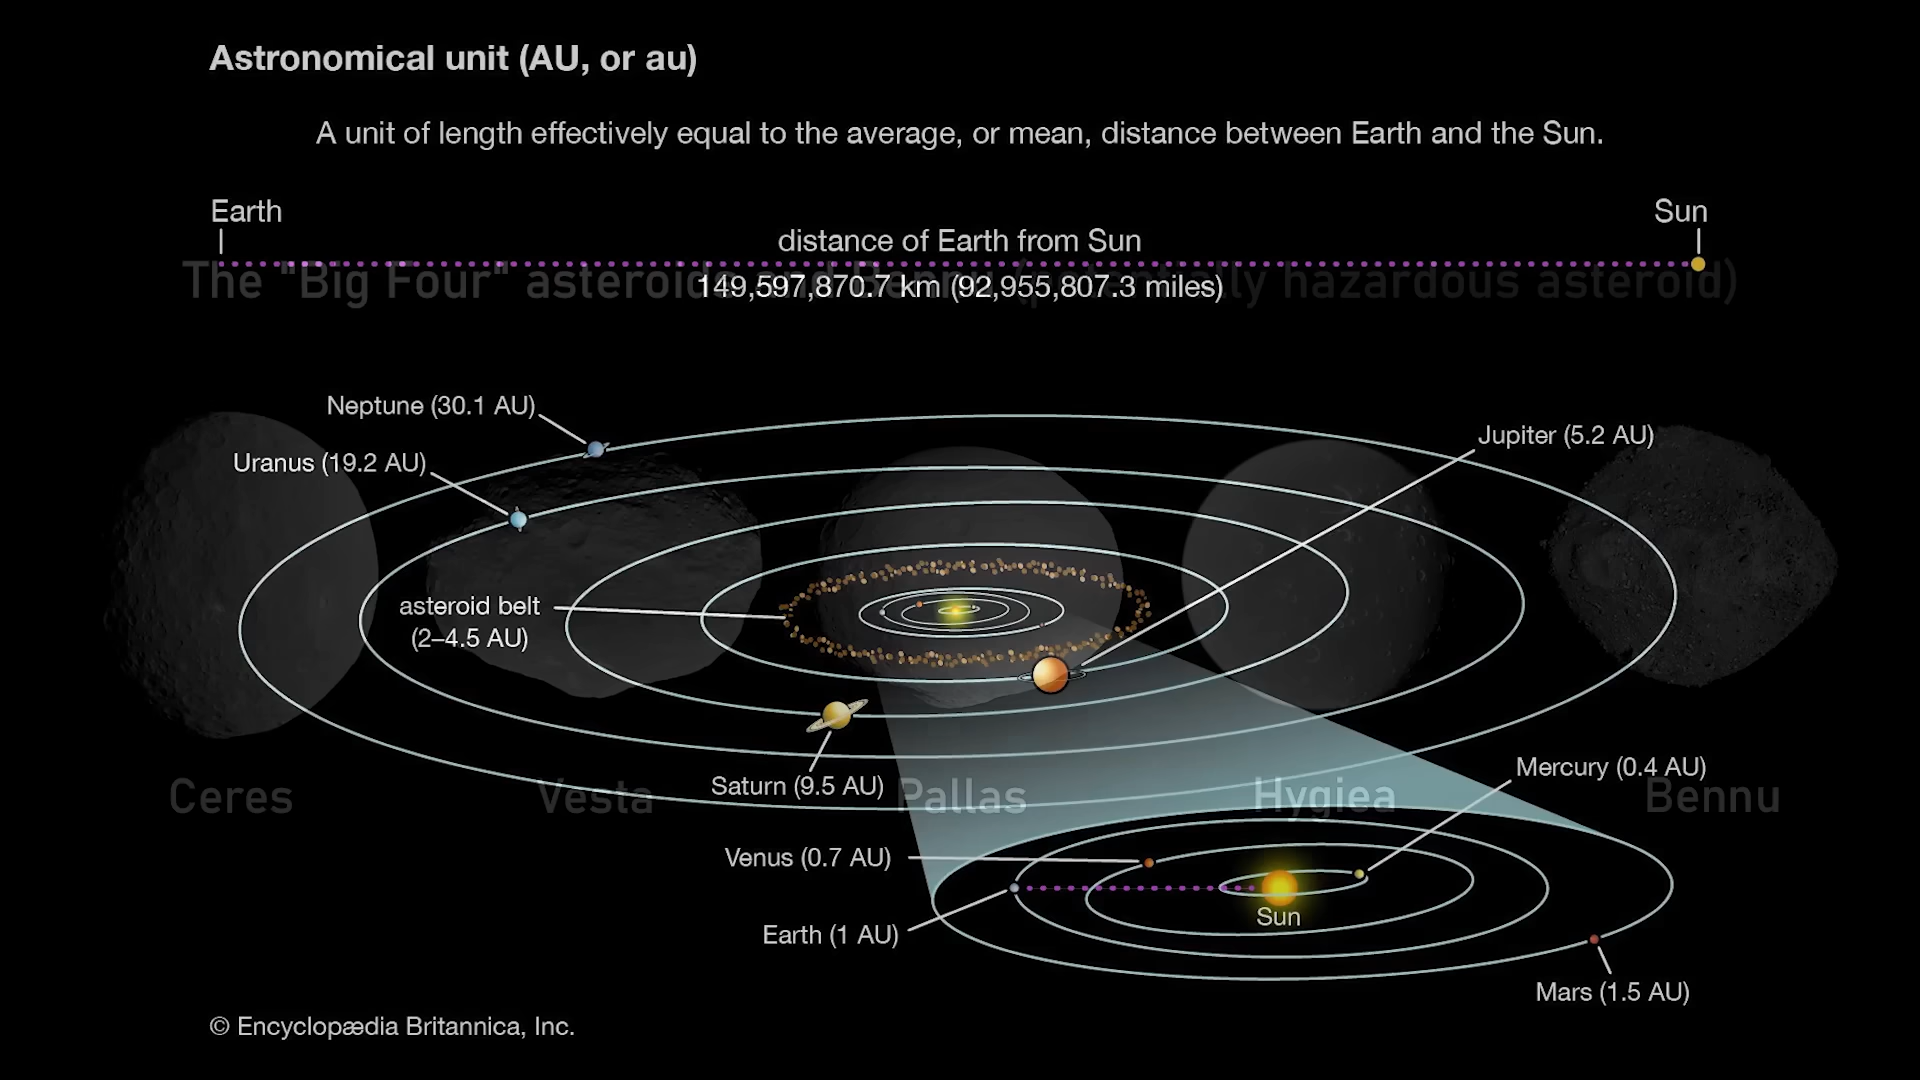 Astronomical unit (AU, or au)
A unit of length effectively equal to the average, or mean, distance between Earth and the Sun.
Earth
Sun
distance of Earth from Sun
149,597,870.7 km (92,955,807.3 miles)
The "Big Four" asteroids and Bennu (potentially hazardous asteroid)
Neptune (30.1 AU)
Uranus (19.2 AU)
Jupiter (5.2 AU)
asteroid belt
(2–4.5 AU)
Saturn (9.5 AU)
Mercury (0.4 AU)
Ceres
Vesta
Pallas
Hygiea
Bennu
Venus (0.7 AU)
Sun
Earth (1 AU)
Mars (1.5 AU)
© Encyclopædia Britannica, Inc.